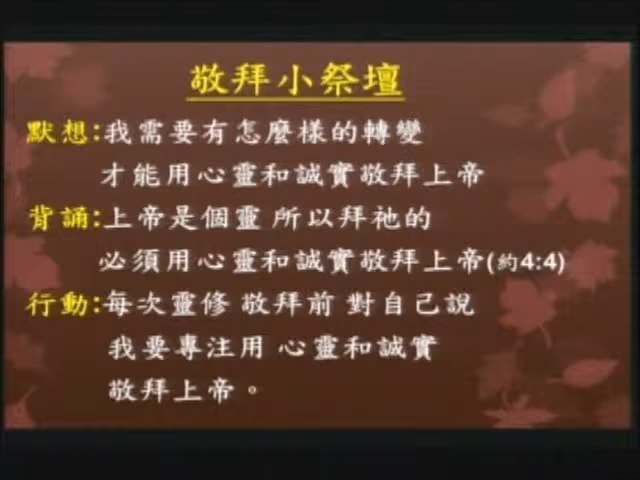 敬拜小祭壇
默想:我需要有怎麼樣的轉變
才能用心靈和誠實敬拜上帝
背誦:上帝是個靈 所以拜祂的
必須用心靈和誠實敬拜上帝(約4:4)
行動:每次靈修 敬拜前 對自己說
我要專注用 心靈和誠實
敬拜上帝。